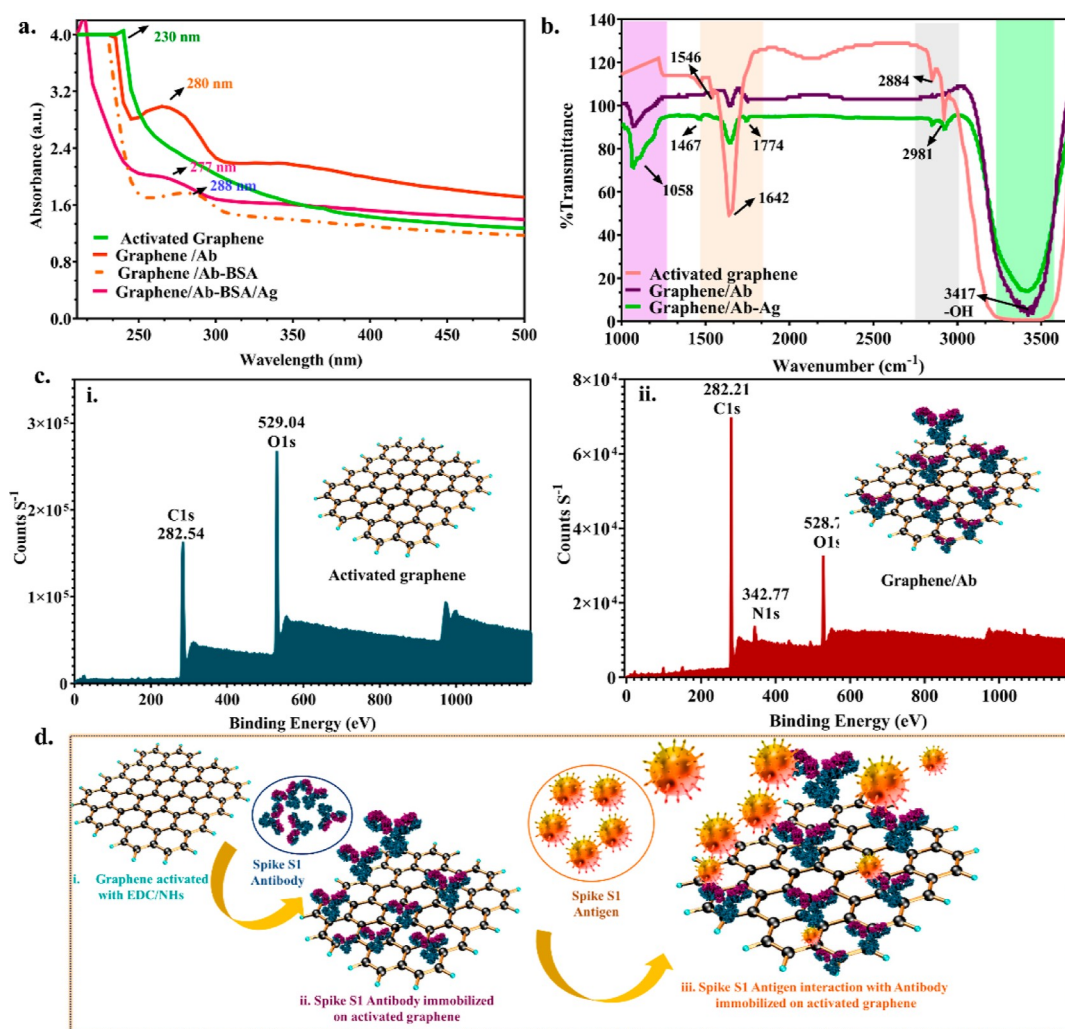 a.
4.0
3.2
2.4
1.6
0.8
0.0
Absorbance (a.u.)
230 nm
280 nm
277 nm
288 nm
Activated Graphene
Graphene /Ab
Graphene /Ab-BSA
Graphene/Ab-BSA/Ag
250 300 350 400 450 500
Wavelength (nm)
b.
140
120
100
80
60
40
20
0
%Transmittance
1546
2884
1467
1774
2981
1058
1642
3417
-OH
Activated graphene
Graphene/Ab
Graphene/Ab-Ag
1000 1500 2000 2500 3000 3500
Wavenumber (cm⁻¹)
c.
i.
3×10⁵
2×10⁵
1×10⁵
0
Counts S⁻¹
529.04
O1s
C1s
282.54
Activated graphene
0 200 400 600 800 1000
Binding Energy (eV)
ii.
8×10⁴
6×10⁴
4×10⁴
2×10⁴
0
Counts S⁻¹
282.21
C1s
528.7
O1s
342.77
N1s
Graphene/Ab
0 200 400 600 800 1000
Binding Energy (eV)
d.
i. Graphene activated
with EDC/NHs
Spike S1
Antibody
ii. Spike S1 Antibody immobilized
on activated graphene
Spike S1
Antigen
iii. Spike S1 Antigen interaction with Antibody
immobilized on activated graphene